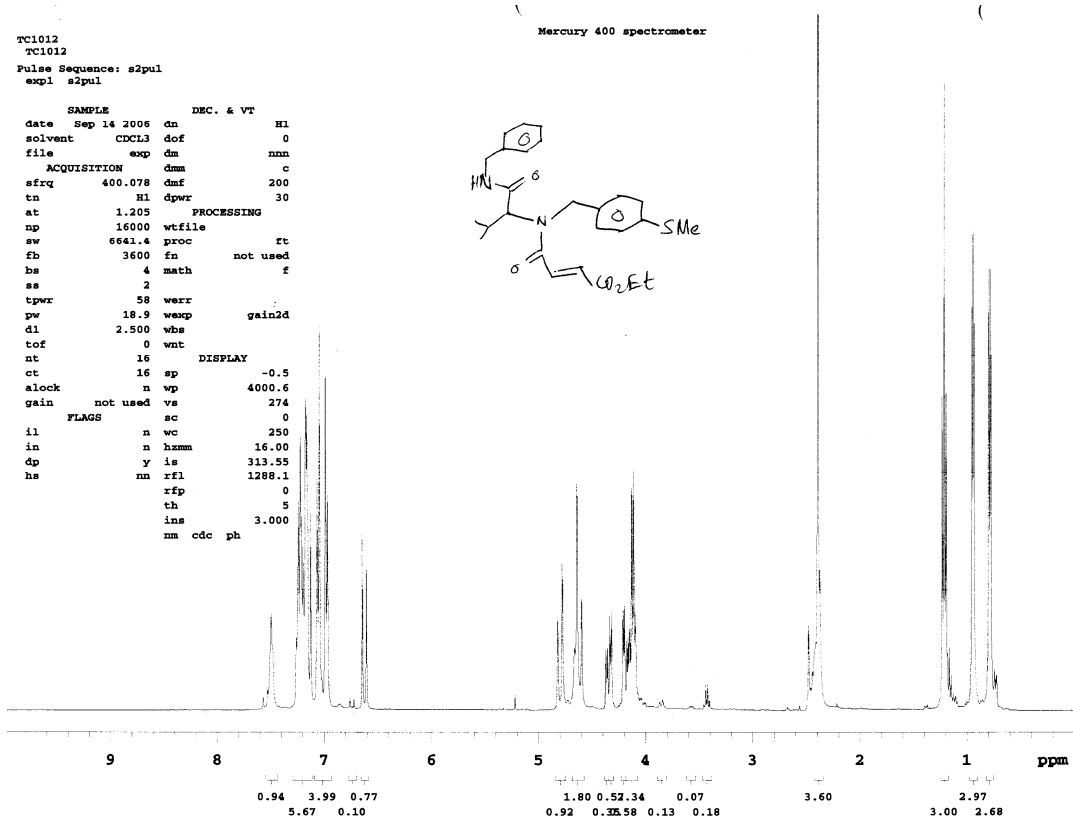 Mercury 400 spectrometer
TC1012
TC1012
Pulse Sequence: s2pul
exp1 s2pul
SAMPLE DEC. & VT
date Sep 14 2006 dn H1
solvent CDCL3 dof 0
file exp dm nnn
ACQUISITION dmm c
sfrq 400.078 dmf 200
tn H1 dpwr 30
at 1.205 PROCESSING
np 16000 wtfile
sw 6641.4 proc ft
fb 3600 fn not used
bs 4 math f
ss 2
tpwr 58 werr
pw 18.9 wexp gain2d
d1 2.500 wbs
tof 0 wnt
nt 16 DISPLAY
ct 16 sp -0.5
alock n wp 4000.6
gain not used vs 274
FLAGS sc 0
il n wc 250
in n hzmm 16.00
dp y is 313.55
hs nn rfl 1288.1
rfp 0
th 5
ins 3.000
nm cdc ph
HN O
N
SMe
O
CO2Et
9 8 7 6 5 4 3 2 1 ppm
0.94 3.99 0.77 1.80 0.52 2.34 0.07 3.60 2.97
5.67 0.10 0.92 0.13 0.18 3.00 2.68